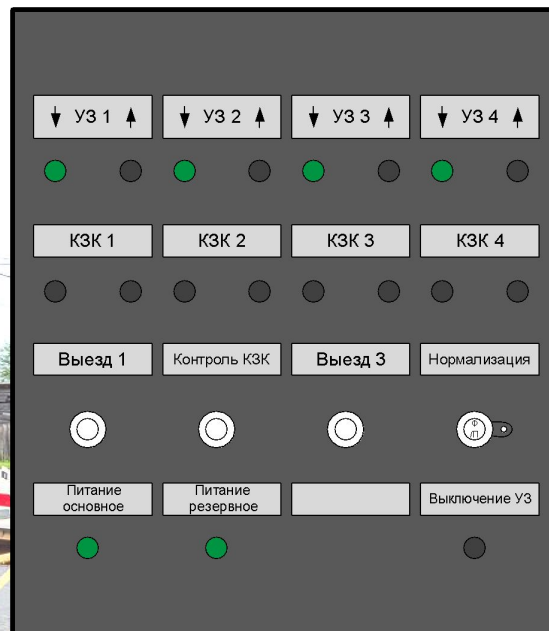 УЗ 1
УЗ 2
УЗ 3
УЗ 4
КЗК 1
КЗК 2
КЗК 3
КЗК 4
Выезд 1
Контроль КЗК
Выезд 3
Нормализация
Питание
основное
Питание
резервное
Выключение УЗ